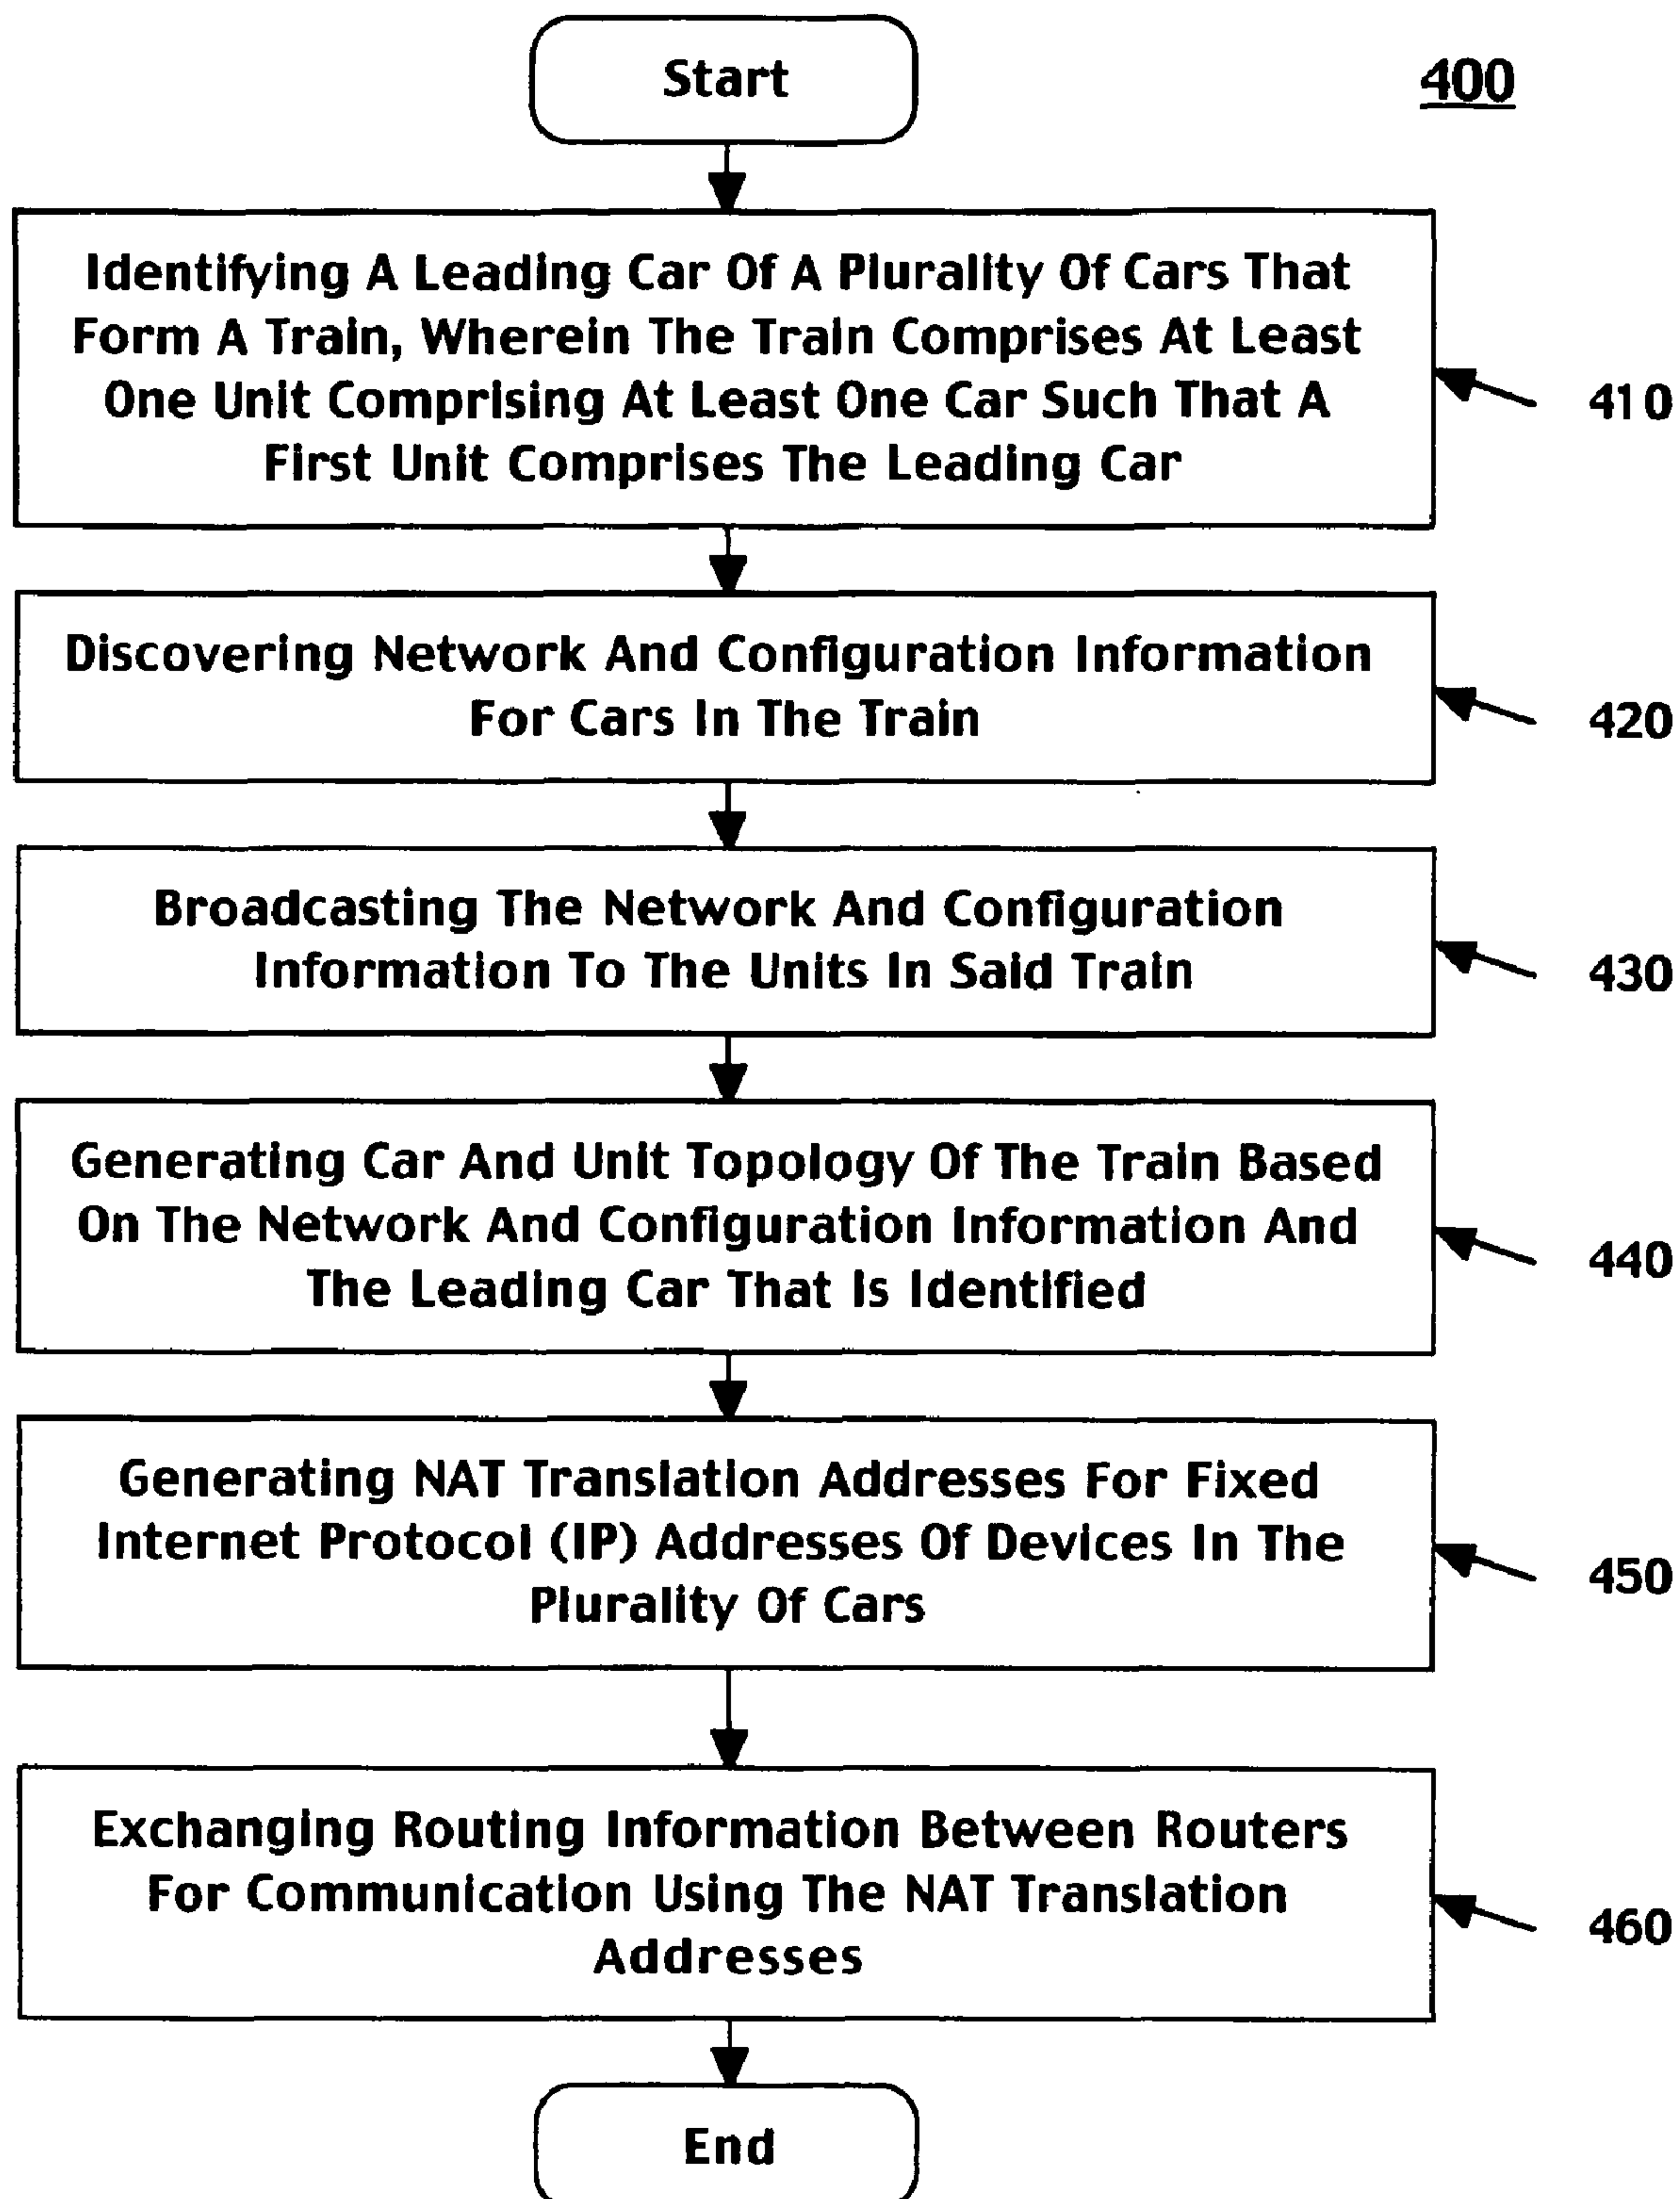 Start
400
Identifying A Leading Car Of A Plurality Of Cars That
Form A Train, Wherein The Train Comprises At Least
One Unit Comprising At Least One Car Such That A
First Unit Comprises The Leading Car
410
Discovering Network And Configuration Information
For Cars In The Train
420
Broadcasting The Network And Configuration
Information To The Units In Said Train
430
Generating Car And Unit Topology Of The Train Based
On The Network And Configuration Information And
The Leading Car That Is Identified
440
Generating NAT Translation Addresses For Fixed
Internet Protocol (IP) Addresses Of Devices In The
Plurality Of Cars
450
Exchanging Routing Information Between Routers
For Communication Using The NAT Translation
Addresses
460
End